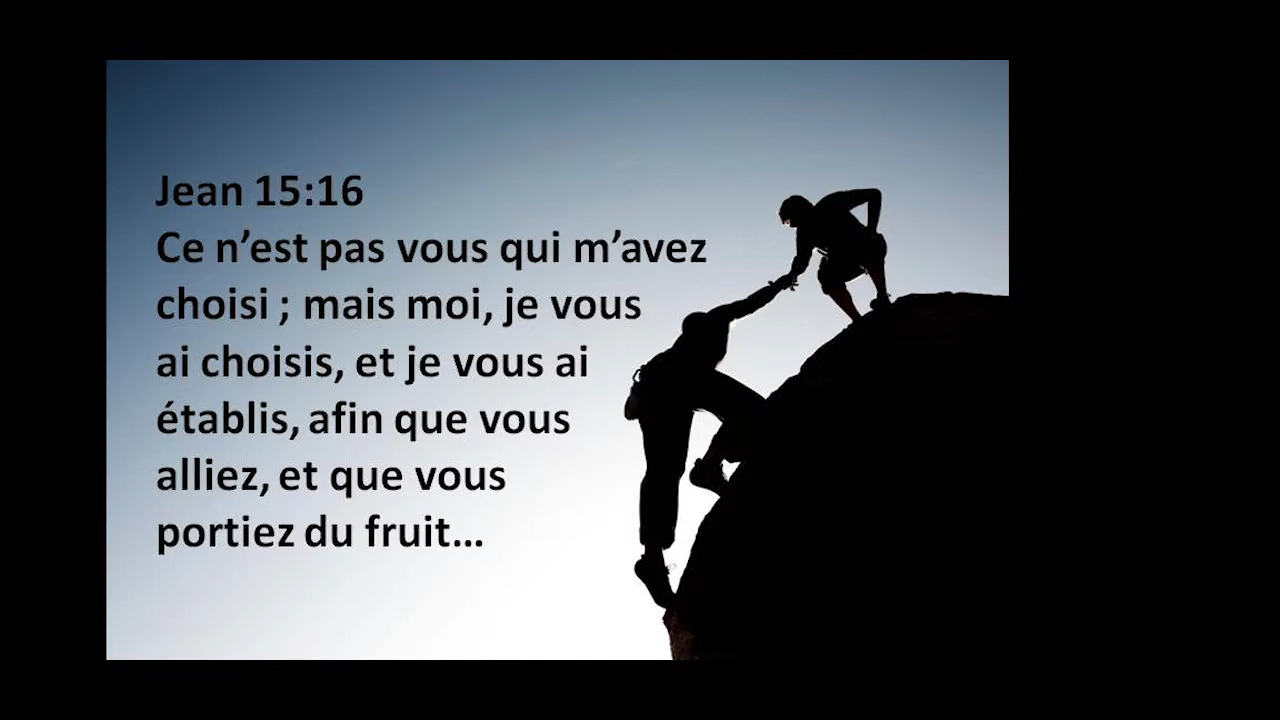 Jean 15:16
Ce n’est pas vous qui m’avez
choisi ; mais moi, je vous
ai choisis, et je vous ai
établis, afin que vous
alliez, et que vous
portiez du fruit…